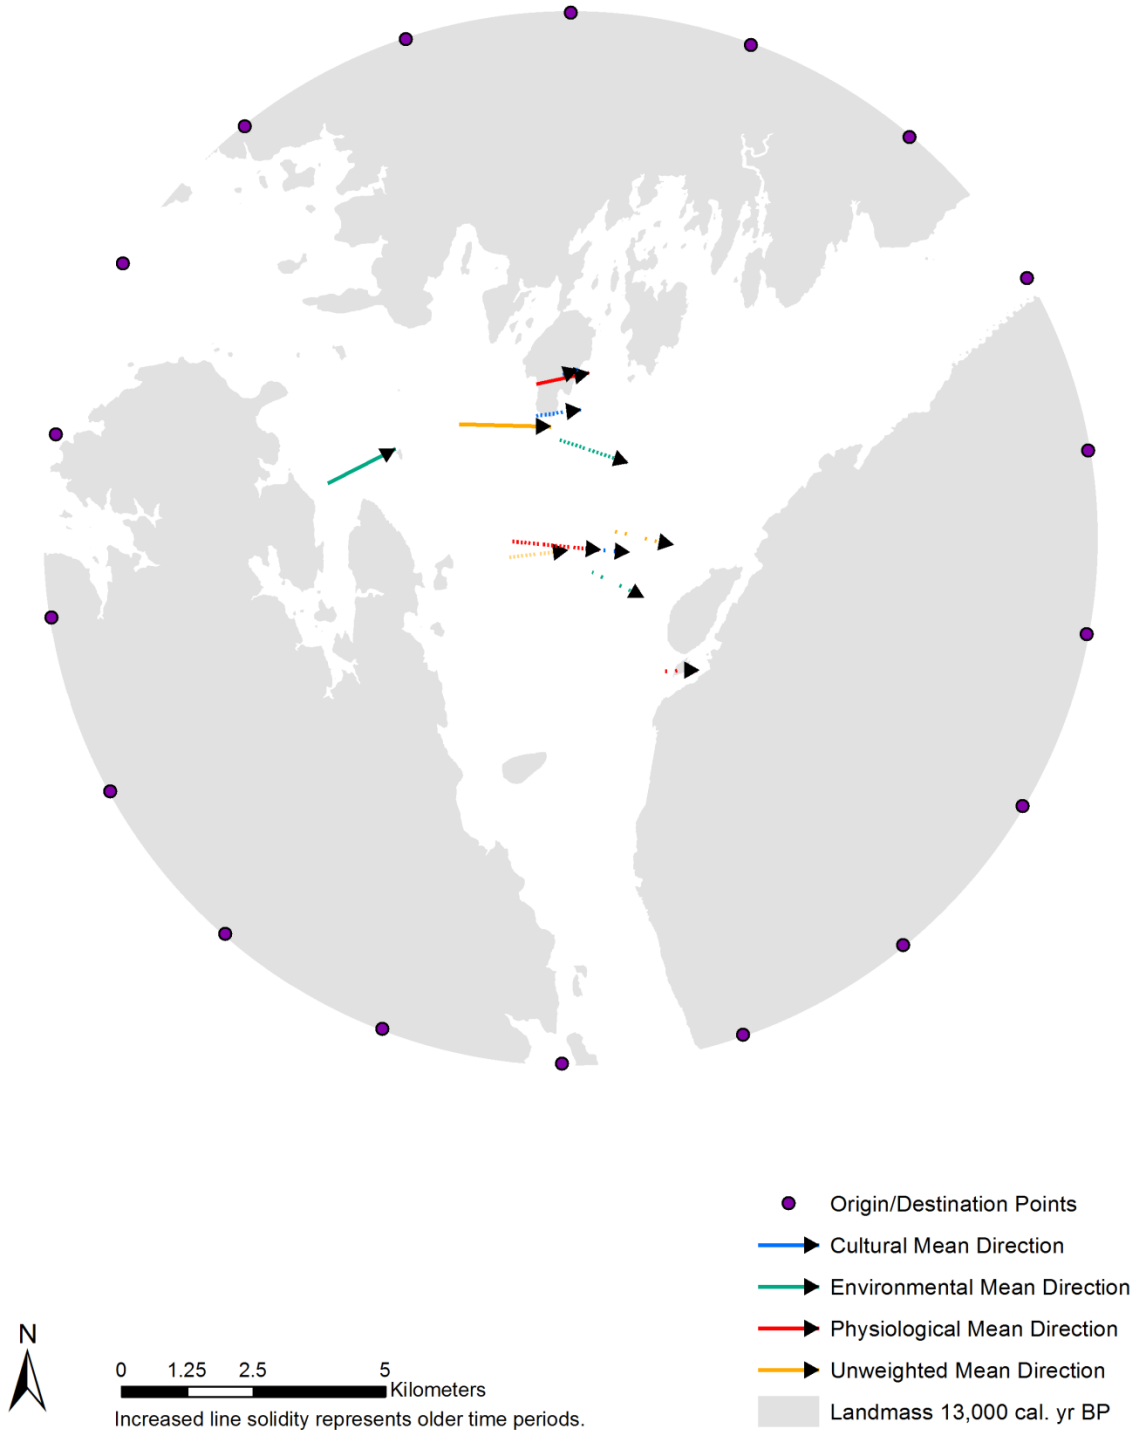 Origin/Destination Points
Cultural Mean Direction
Environmental Mean Direction
Physiological Mean Direction
Unweighted Mean Direction
Landmass 13,000 cal. yr BP
N
0 1.25 2.5 5
Kilometers
Increased line solidity represents older time periods.